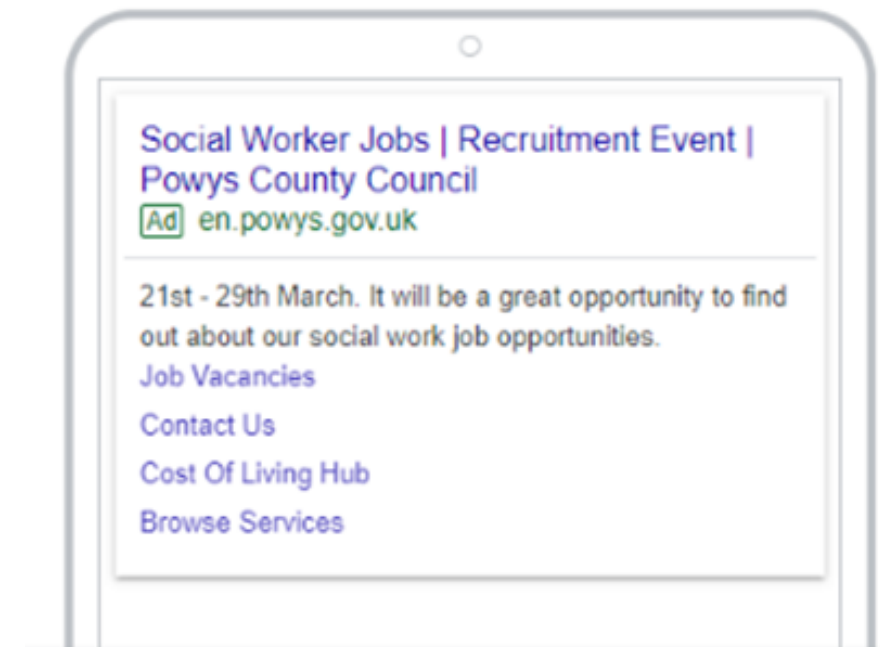 Social Worker Jobs | Recruitment Event |
Powys County Council
Ad en.powys.gov.uk
21st - 29th March. It will be a great opportunity to find
out about our social work job opportunities.
Job Vacancies
Contact Us
Cost Of Living Hub
Browse Services